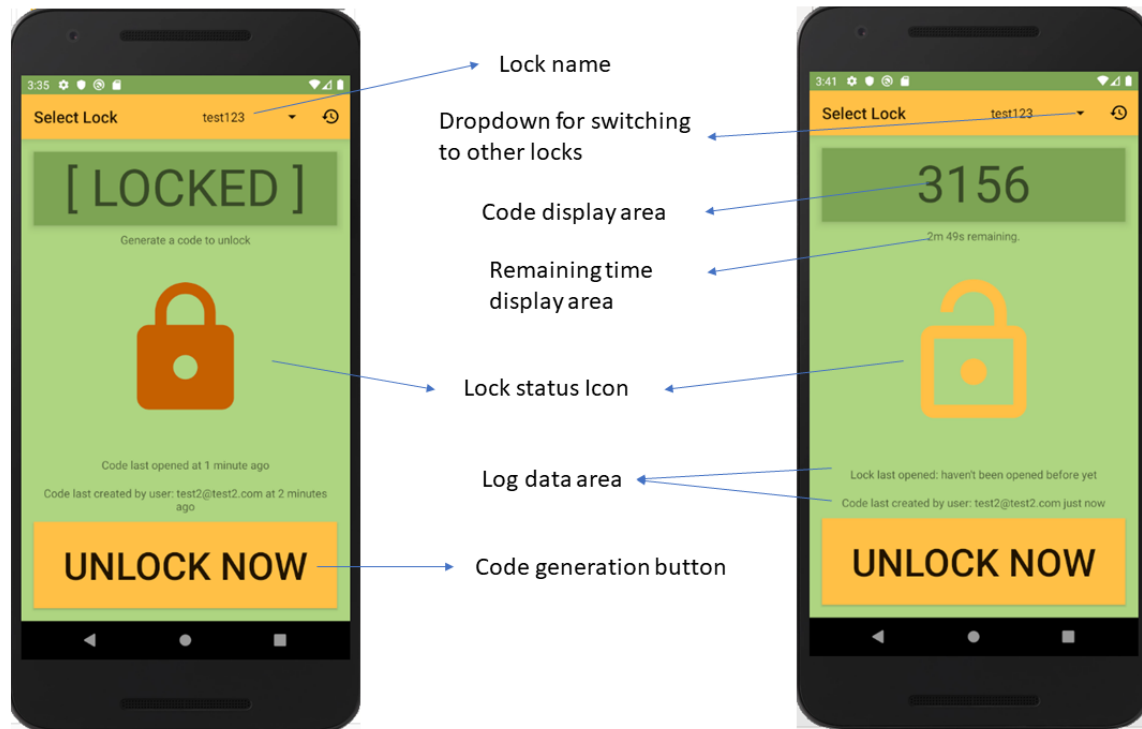 3:35
Select Lock
test123
[ LOCKED ]
Generate a code to unlock
Code last opened at 1 minute ago
Code last created by user: test2@test2.com at 2 minutes
ago
UNLOCK NOW
Lock name
Dropdown for switching
to other locks
Code display area
Remaining time
display area
Lock status Icon
Log data area
Code generation button
3:41
Select Lock
test123
3156
2m 49s remaining.
Lock last opened: haven't been opened before yet
Code last created by user: test2@test2.com just now
UNLOCK NOW